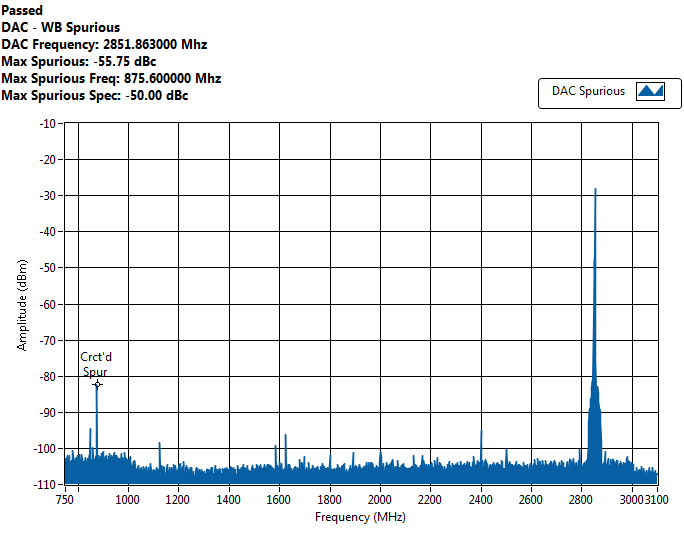 Passed
DAC - WB Spurious
DAC Frequency: 2851.863000 Mhz
Max Spurious: -55.75 dBc
Max Spurious Freq: 875.600000 Mhz
Max Spurious Spec: -50.00 dBc
DAC Spurious
-10
-20
-30
-40
-50
-60
-70
-80
-90
-100
-110
Amplitude (dBm)
Crct'd
Spur
750 1000 1200 1400 1600 1800 2000 2200 2400 2600 2800 3000 3100
Frequency (MHz)